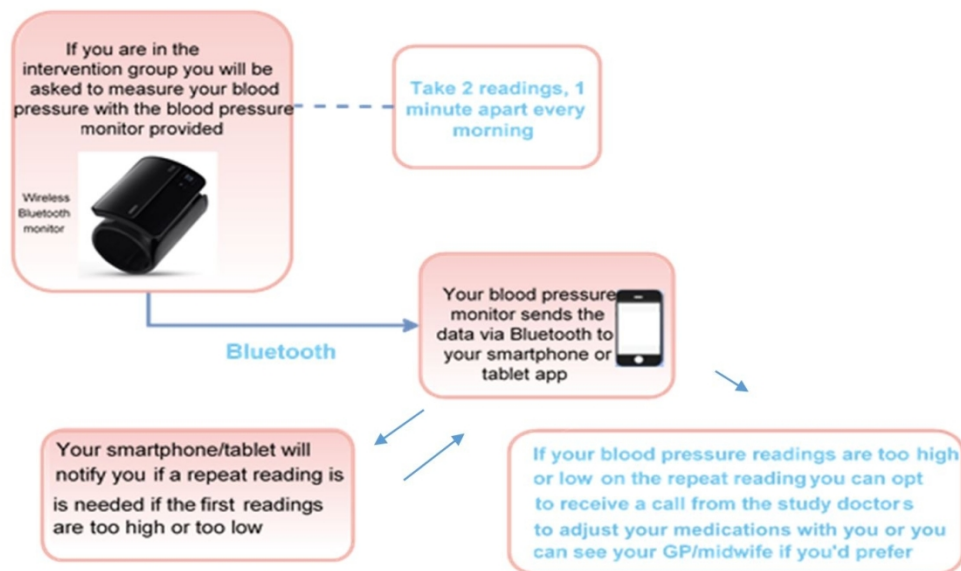 If you are in the
intervention group you will be
asked to measure your blood
pressure with the blood pressure
monitor provided
Wireless
Bluetooth
monitor
Take 2 readings, 1
minute apart every
morning
Bluetooth
Your blood pressure
monitor sends the
data via Bluetooth to
your smartphone or
tablet app
Your smartphone/tablet will
notify you if a repeat reading is
is needed if the first readings
are too high or too low
If your blood pressure readings are too high
or low on the repeat reading you can opt
to receive a call from the study doctors
to adjust your medications with you or you
can see your GP/midwife if you'd prefer